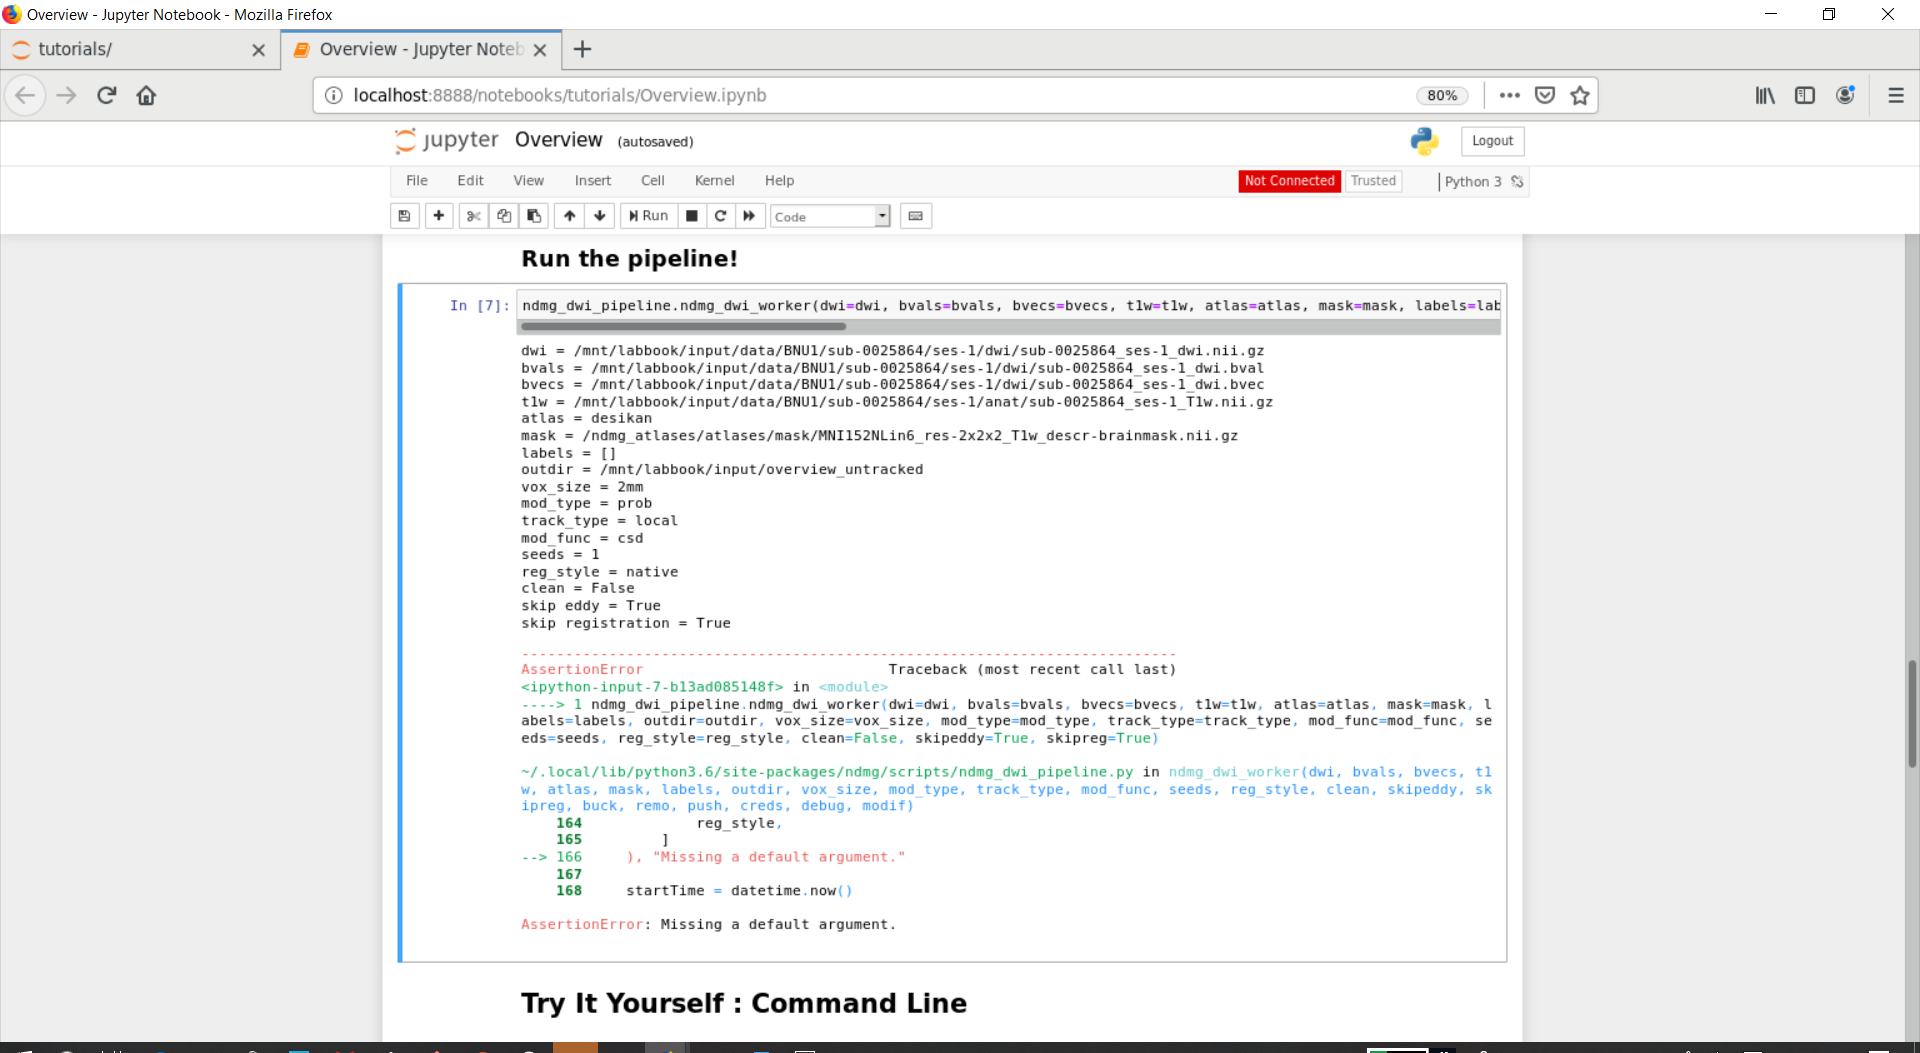 Overview - Jupyter Notebook - Mozilla Firefox
tutorials/
Overview - Jupyter Noteb
localhost:8888/notebooks/tutorials/Overview.ipynb
80%
jupyter Overview (autosaved)
Logout
File Edit View Insert Cell Kernel Help
Not Connected Trusted Python 3
Run Code
Run the pipeline!
In [7]: ndmg_dwi_pipeline.ndmg_dwi_worker(dwi=dwi, bvals=bvals, bvecs=bvecs, t1w=t1w, atlas=atlas, mask=mask, labels=lab
dwi = /mnt/labbook/input/data/BNU1/sub-0025864/ses-1/dwi/sub-0025864_ses-1_dwi.nii.gz
bvals = /mnt/labbook/input/data/BNU1/sub-0025864/ses-1/dwi/sub-0025864_ses-1_dwi.bval
bvecs = /mnt/labbook/input/data/BNU1/sub-0025864/ses-1/dwi/sub-0025864_ses-1_dwi.bvec
t1w = /mnt/labbook/input/data/BNU1/sub-0025864/ses-1/anat/sub-0025864_ses-1_T1w.nii.gz
atlas = desikan
mask = /ndmg_atlases/atlases/mask/MNI152NLin6_res-2x2x2_T1w_descr-brainmask.nii.gz
labels = []
outdir = /mnt/labbook/input/overview_untracked
vox_size = 2mm
mod_type = prob
track_type = local
mod_func = csd
seeds = 1
reg_style = native
clean = False
skip eddy = True
skip registration = True
---------------------------------------------------------------------------
AssertionError                            Traceback (most recent call last)
<ipython-input-7-b13ad085148f> in <module>
----> 1 ndmg_dwi_pipeline.ndmg_dwi_worker(dwi=dwi, bvals=bvals, bvecs=bvecs, t1w=t1w, atlas=atlas, mask=mask, l
abels=labels, outdir=outdir, vox_size=vox_size, mod_type=mod_type, track_type=track_type, mod_func=mod_func, se
eds=seeds, reg_style=reg_style, clean=False, skipeddy=True, skipreg=True)
~/.local/lib/python3.6/site-packages/ndmg/scripts/ndmg_dwi_pipeline.py in ndmg_dwi_worker(dwi, bvals, bvecs, t1
w, atlas, mask, labels, outdir, vox_size, mod_type, track_type, mod_func, seeds, reg_style, clean, skipeddy, sk
ipreg, buck, remo, push, creds, debug, modif)
    164             reg_style,
    165         ]
--> 166     ), "Missing a default argument."
    167
    168     startTime = datetime.now()
AssertionError: Missing a default argument.
Try It Yourself : Command Line